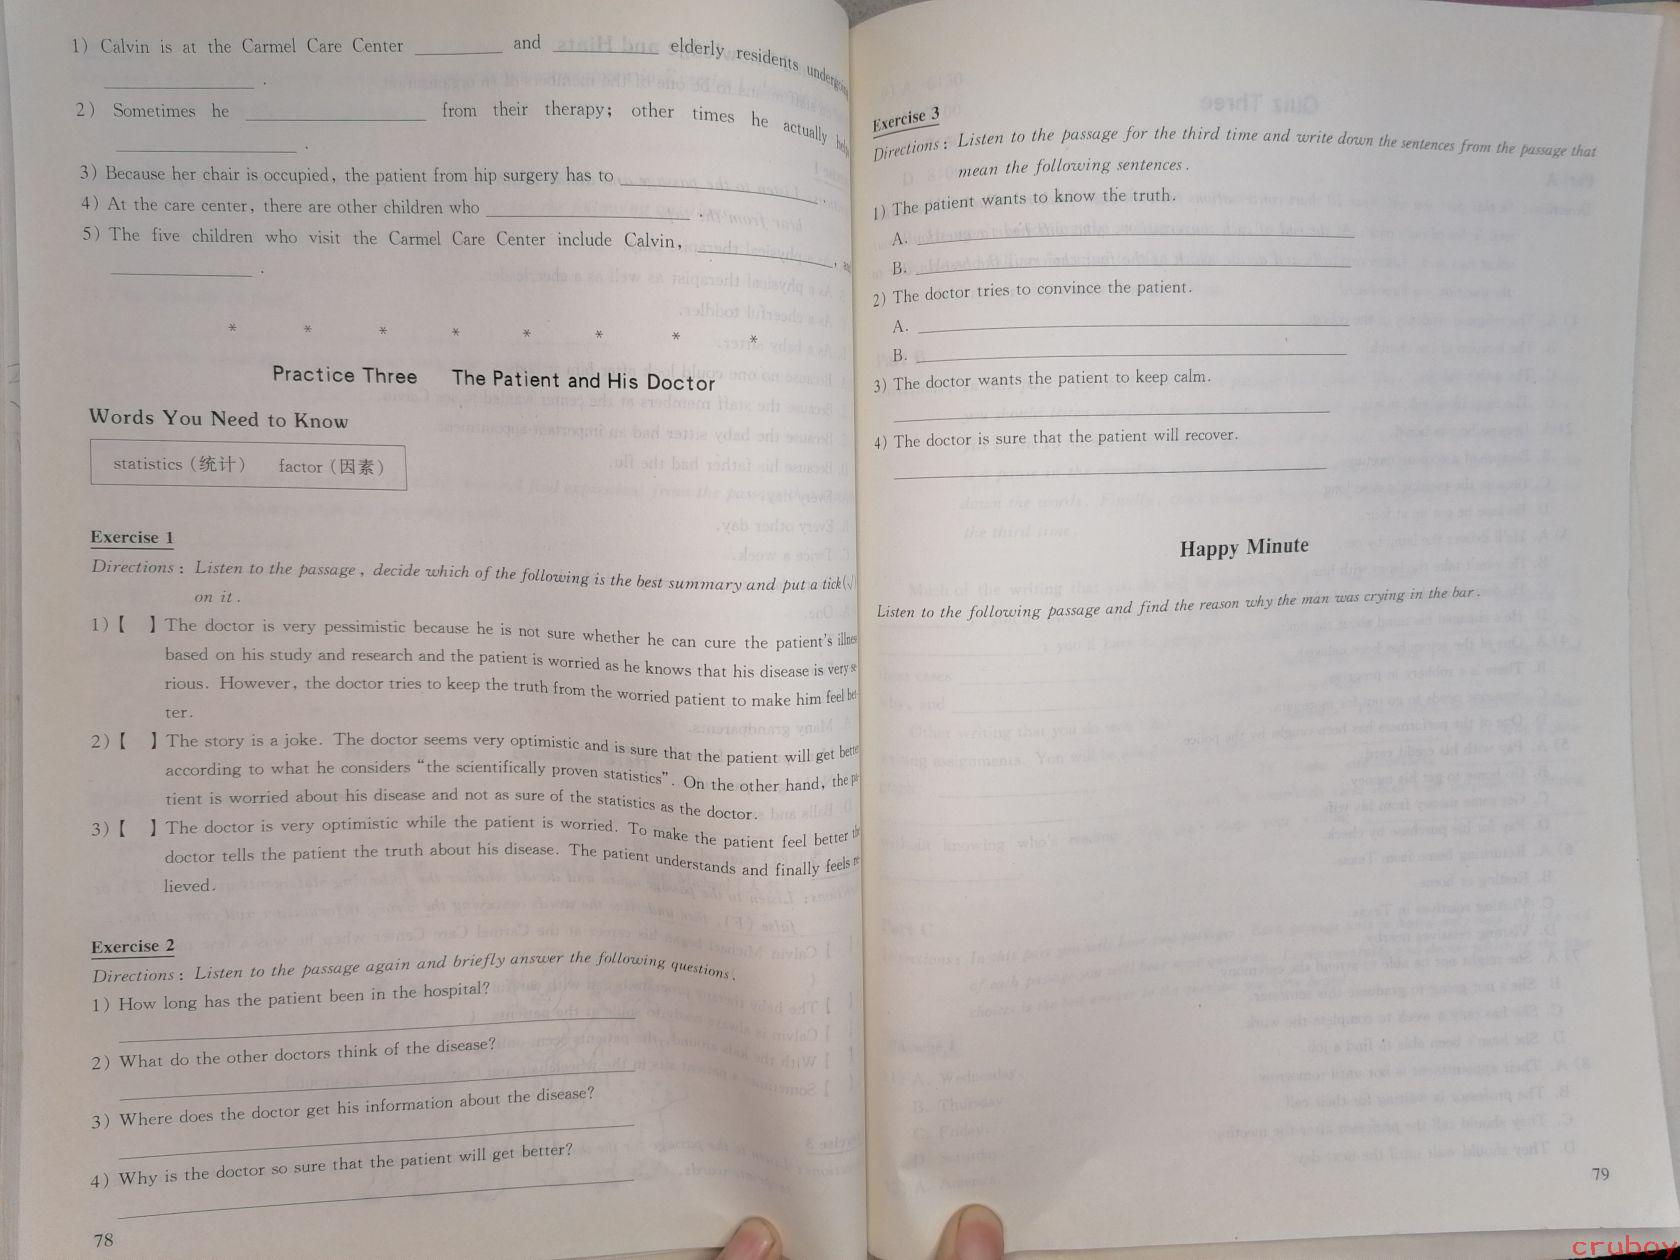 1) Calvin is at the Carmel Care Center ________ and ________ elderly residents
________ .
2) Sometimes he ________ from their therapy; other times he actually
________ .
3) Because her chair is occupied, the patient from hip surgery has to ________ .
4) At the care center, there are other children who ________ .
5) The five children who visit the Carmel Care Center include Calvin, ________ ,
________ .
* * * * * * * *
Practice Three The Patient and His Doctor
Words You Need to Know
statistics (统计) factor (因素)
Exercise 1
Directions: Listen to the passage, decide which of the following is the best summary and put a tick(√)
on it.
1)【 】The doctor is very pessimistic because he is not sure whether he can cure the patient's illness
based on his study and research and the patient is worried as he knows that his disease is very se-
rious. However, the doctor tries to keep the truth from the worried patient to make him feel bet-
ter.
2)【 】The story is a joke. The doctor seems very optimistic and is sure that the patient will get better
according to what he considers "the scientifically proven statistics". On the other hand, the pa-
tient is worried about his disease and not as sure of the statistics as the doctor.
3)【 】The doctor is very optimistic while the patient is worried. To make the patient feel better the
doctor tells the patient the truth about his disease. The patient understands and finally feels re-
lieved.
Exercise 2
Directions: Listen to the passage again and briefly answer the following questions.
1) How long has the patient been in the hospital?
2) What do the other doctors think of the disease?
3) Where does the doctor get his information about the disease?
4) Why is the doctor so sure that the patient will get better?
78
Exercise 3
Directions: Listen to the passage for the third time and write down the sentences from the passage that
mean the following sentences.
1) The patient wants to know the truth.
A. ________
B. ________
2) The doctor tries to convince the patient.
A. ________
B. ________
3) The doctor wants the patient to keep calm.
4) The doctor is sure that the patient will recover.
Happy Minute
Listen to the following passage and find the reason why the man was crying in the bar.
79
cruboy